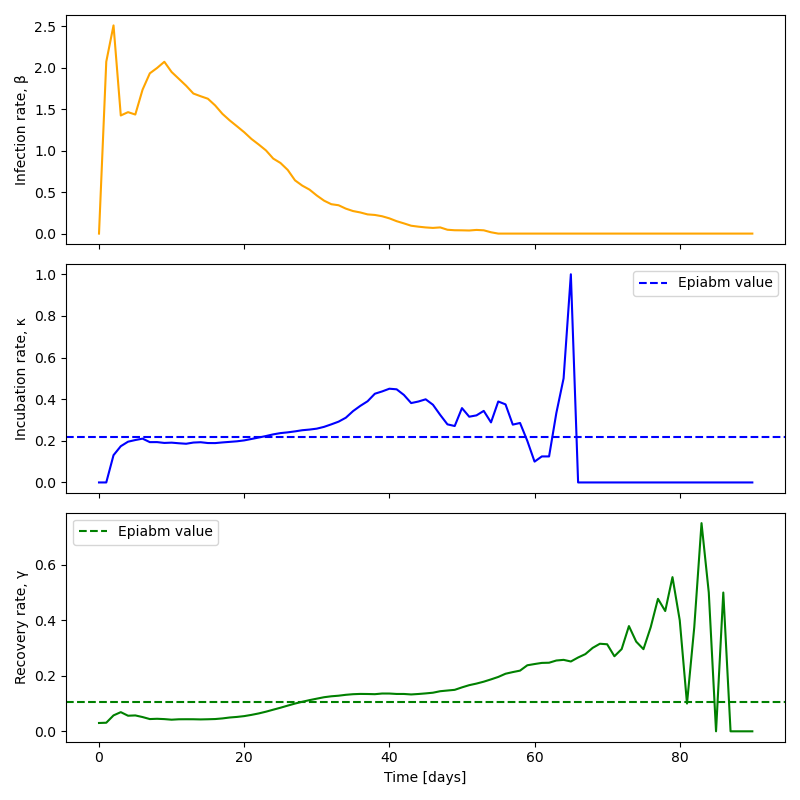 2.5
2.0
1.5
1.0
0.5
0.0
Infection rate, β
1.0
0.8
0.6
0.4
0.2
0.0
Incubation rate, κ
Epiabm value
0.6
0.4
0.2
0.0
Recovery rate, γ
Epiabm value
0 20 40 60 80
Time [days]